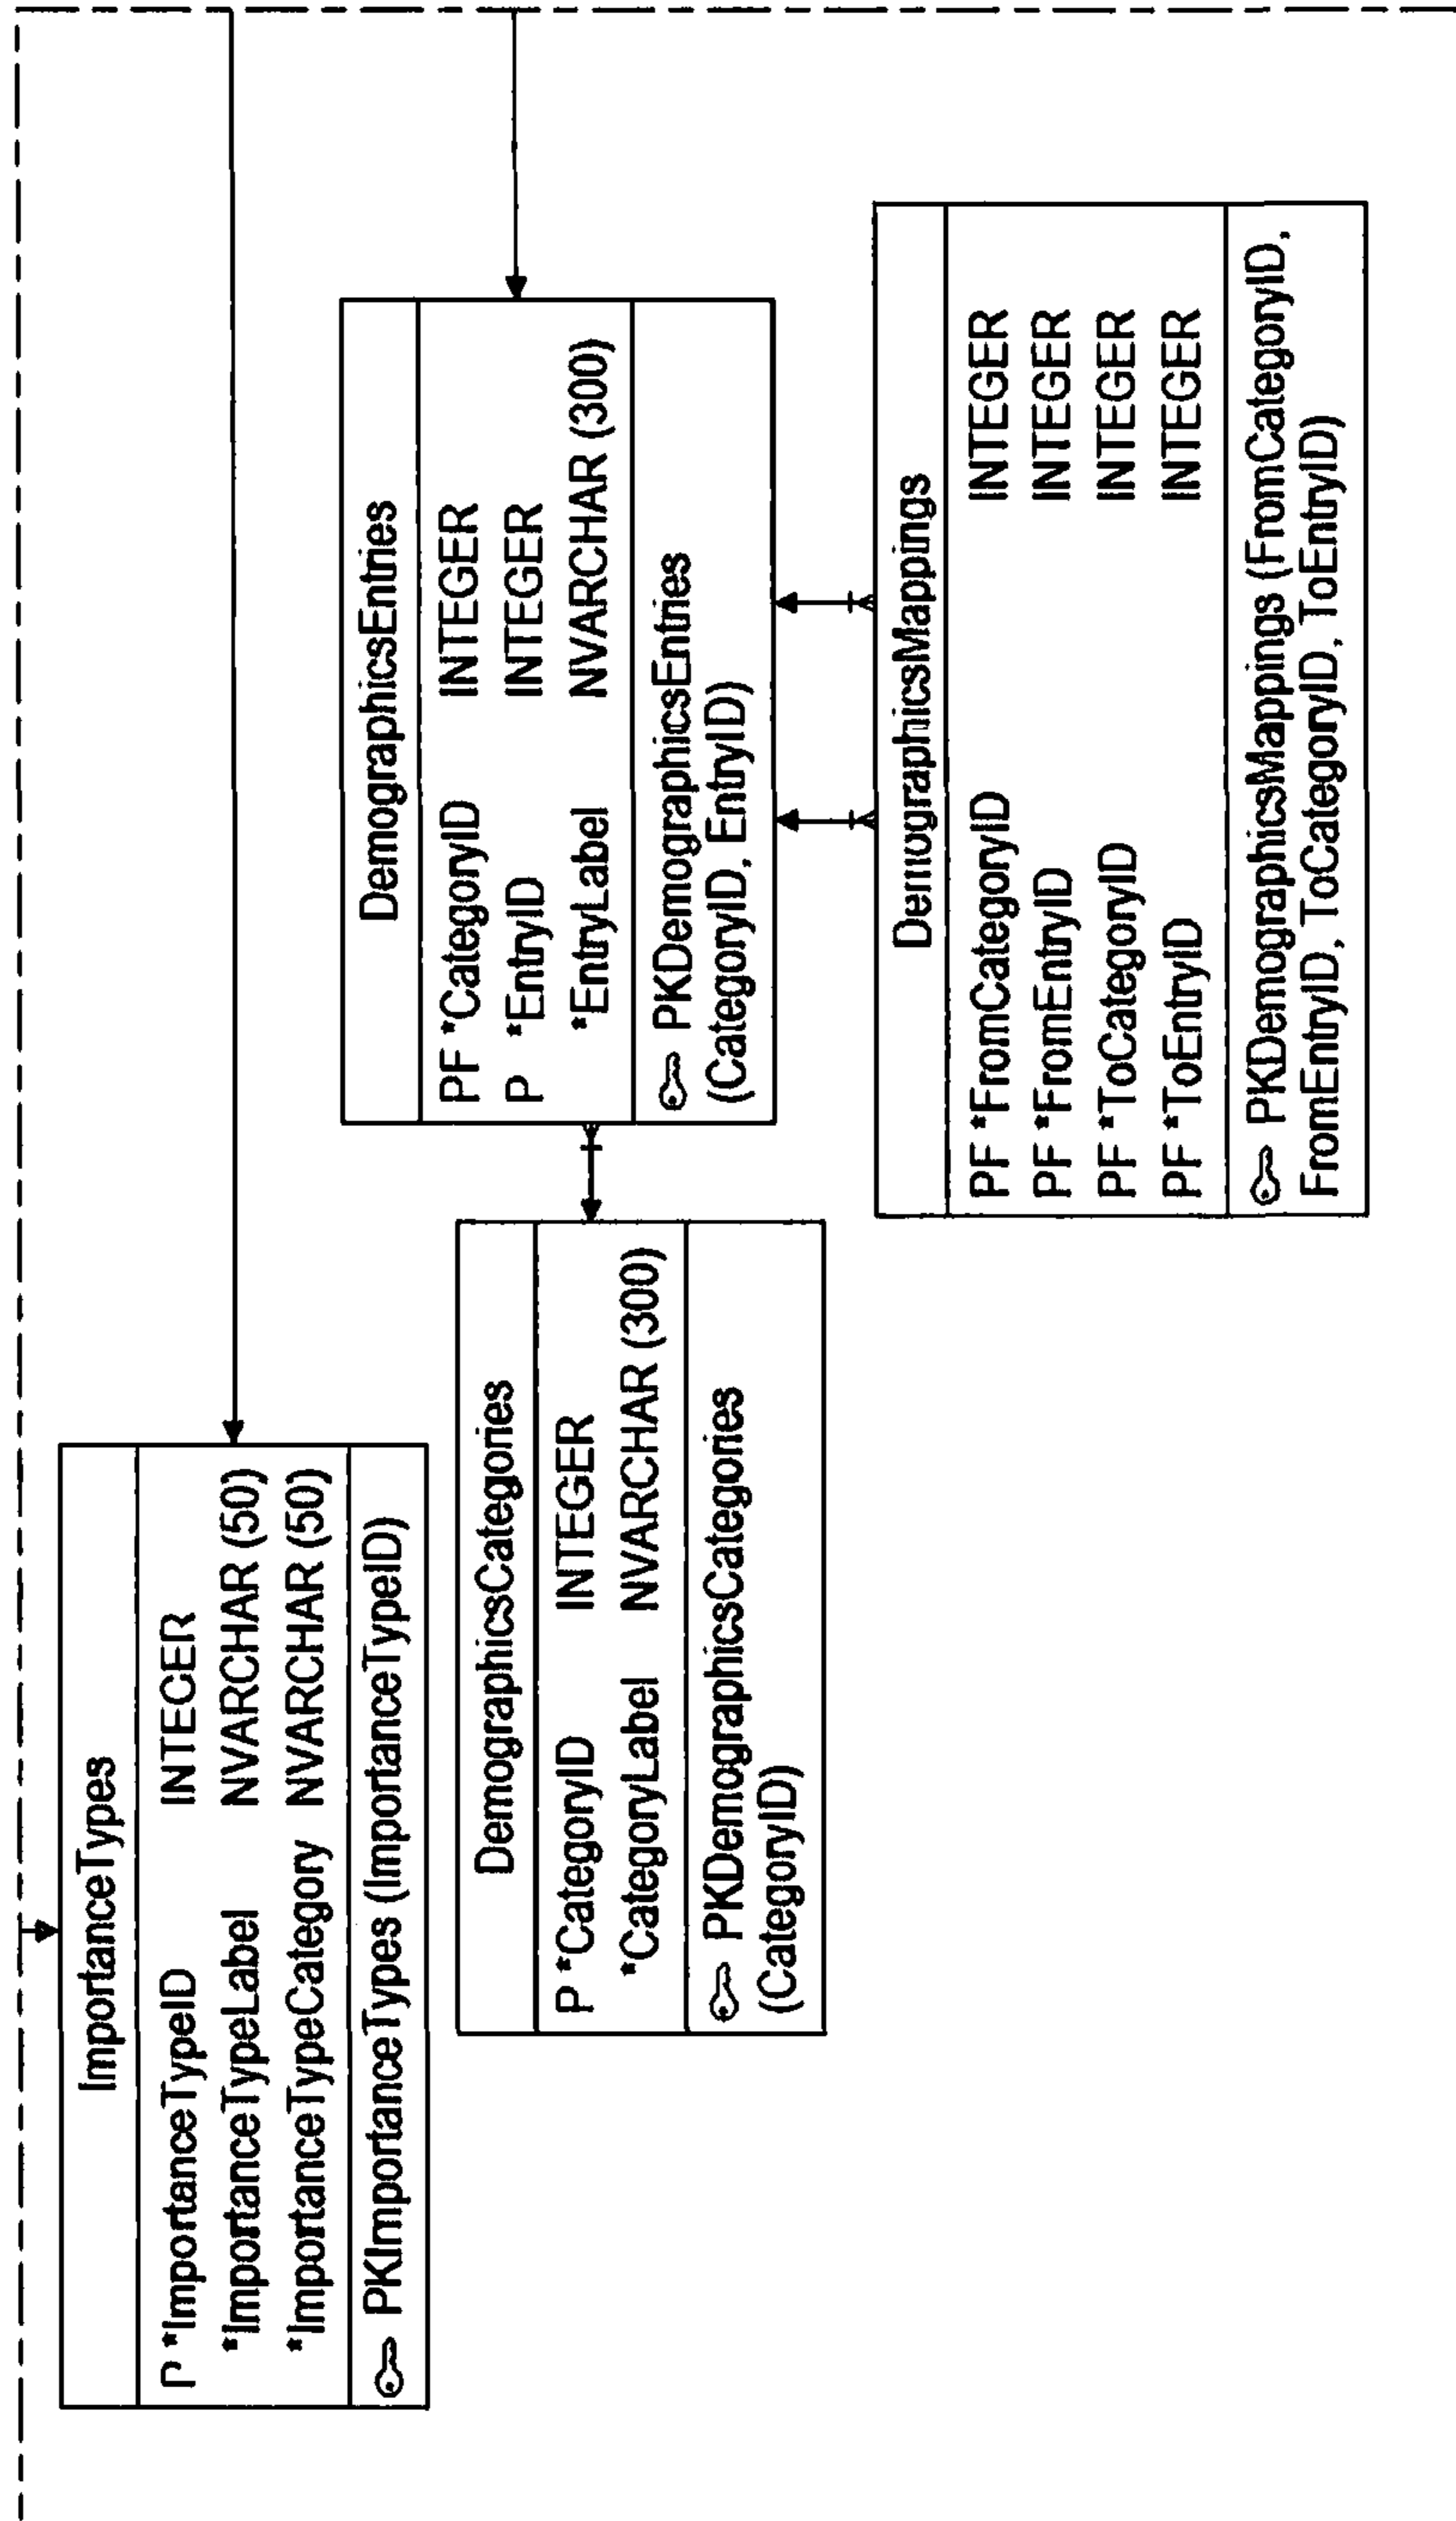 ImportanceTypes
P *ImportanceTypeID INTEGER
*ImportanceTypeLabel NVARCHAR (50)
*ImportanceTypeCategory NVARCHAR (50)
PKImportanceTypes (ImportanceTypeID)
DemographicsCategories
P *CategoryID INTEGER
*CategoryLabel NVARCHAR (300)
PKDemographicsCategories
(CategoryID)
DemographicsEntries
PF *CategoryID INTEGER
P *EntryID INTEGER
*EntryLabel NVARCHAR (300)
PKDemographicsEntries
(CategoryID, EntryID)
DemographicsMappings
PF *FromCategoryID INTEGER
PF *FromEntryID INTEGER
PF *ToCategoryID INTEGER
PF *ToEntryID INTEGER
PKDemographicsMappings (FromCategoryID,
FromEntryID, ToCategoryID, ToEntryID)